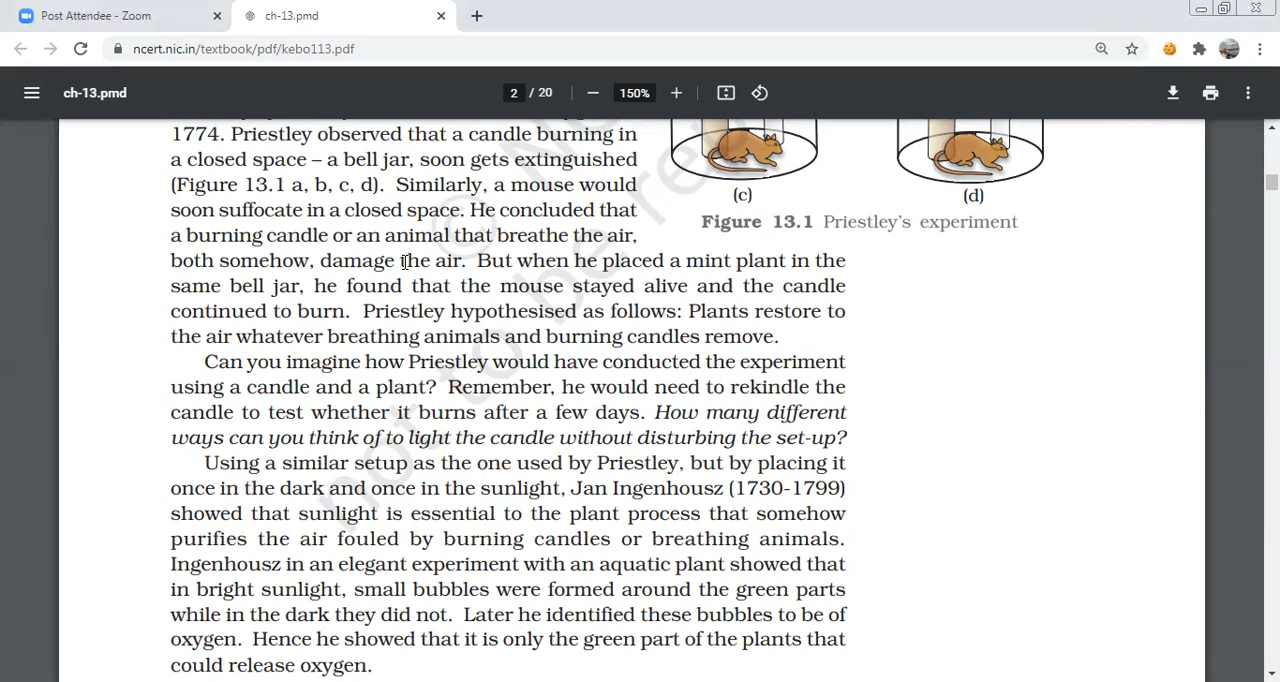 Post Attendee - Zoom
ch-13.pmd
ncert.nic.in/textbook/pdf/kebo113.pdf
ch-13.pmd
2 / 20
150%
1774. Priestley observed that a candle burning in
a closed space – a bell jar, soon gets extinguished
(Figure 13.1 a, b, c, d). Similarly, a mouse would
soon suffocate in a closed space. He concluded that
a burning candle or an animal that breathe the air,
both somehow, damage the air. But when he placed a mint plant in the
same bell jar, he found that the mouse stayed alive and the candle
continued to burn. Priestley hypothesised as follows: Plants restore to
the air whatever breathing animals and burning candles remove.
(c)
(d)
Figure 13.1 Priestley's experiment
Can you imagine how Priestley would have conducted the experiment
using a candle and a plant? Remember, he would need to rekindle the
candle to test whether it burns after a few days. How many different
ways can you think of to light the candle without disturbing the set-up?
Using a similar setup as the one used by Priestley, but by placing it
once in the dark and once in the sunlight, Jan Ingenhousz (1730-1799)
showed that sunlight is essential to the plant process that somehow
purifies the air fouled by burning candles or breathing animals.
Ingenhousz in an elegant experiment with an aquatic plant showed that
in bright sunlight, small bubbles were formed around the green parts
while in the dark they did not. Later he identified these bubbles to be of
oxygen. Hence he showed that it is only the green part of the plants that
could release oxygen.
not to be re